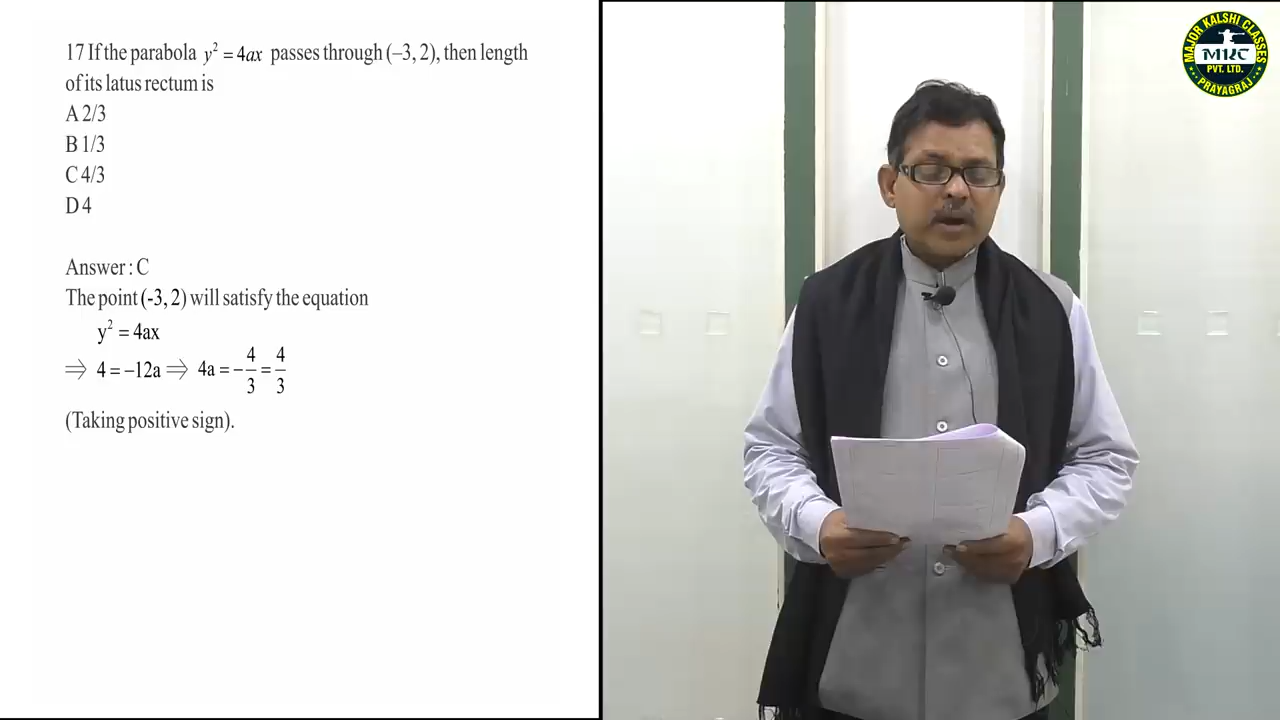 17 If the parabola y² = 4ax passes through (–3, 2), then length
of its latus rectum is
A 2/3
B 1/3
C 4/3
D 4
Answer : C
The point (-3, 2) will satisfy the equation
y² = 4ax
⇒ 4 = –12a ⇒ 4a = –4/3 = 4/3
(Taking positive sign).
MAJOR KALSHI CLASSES
MKC
PVT. LTD.
PRAYAGRAJ